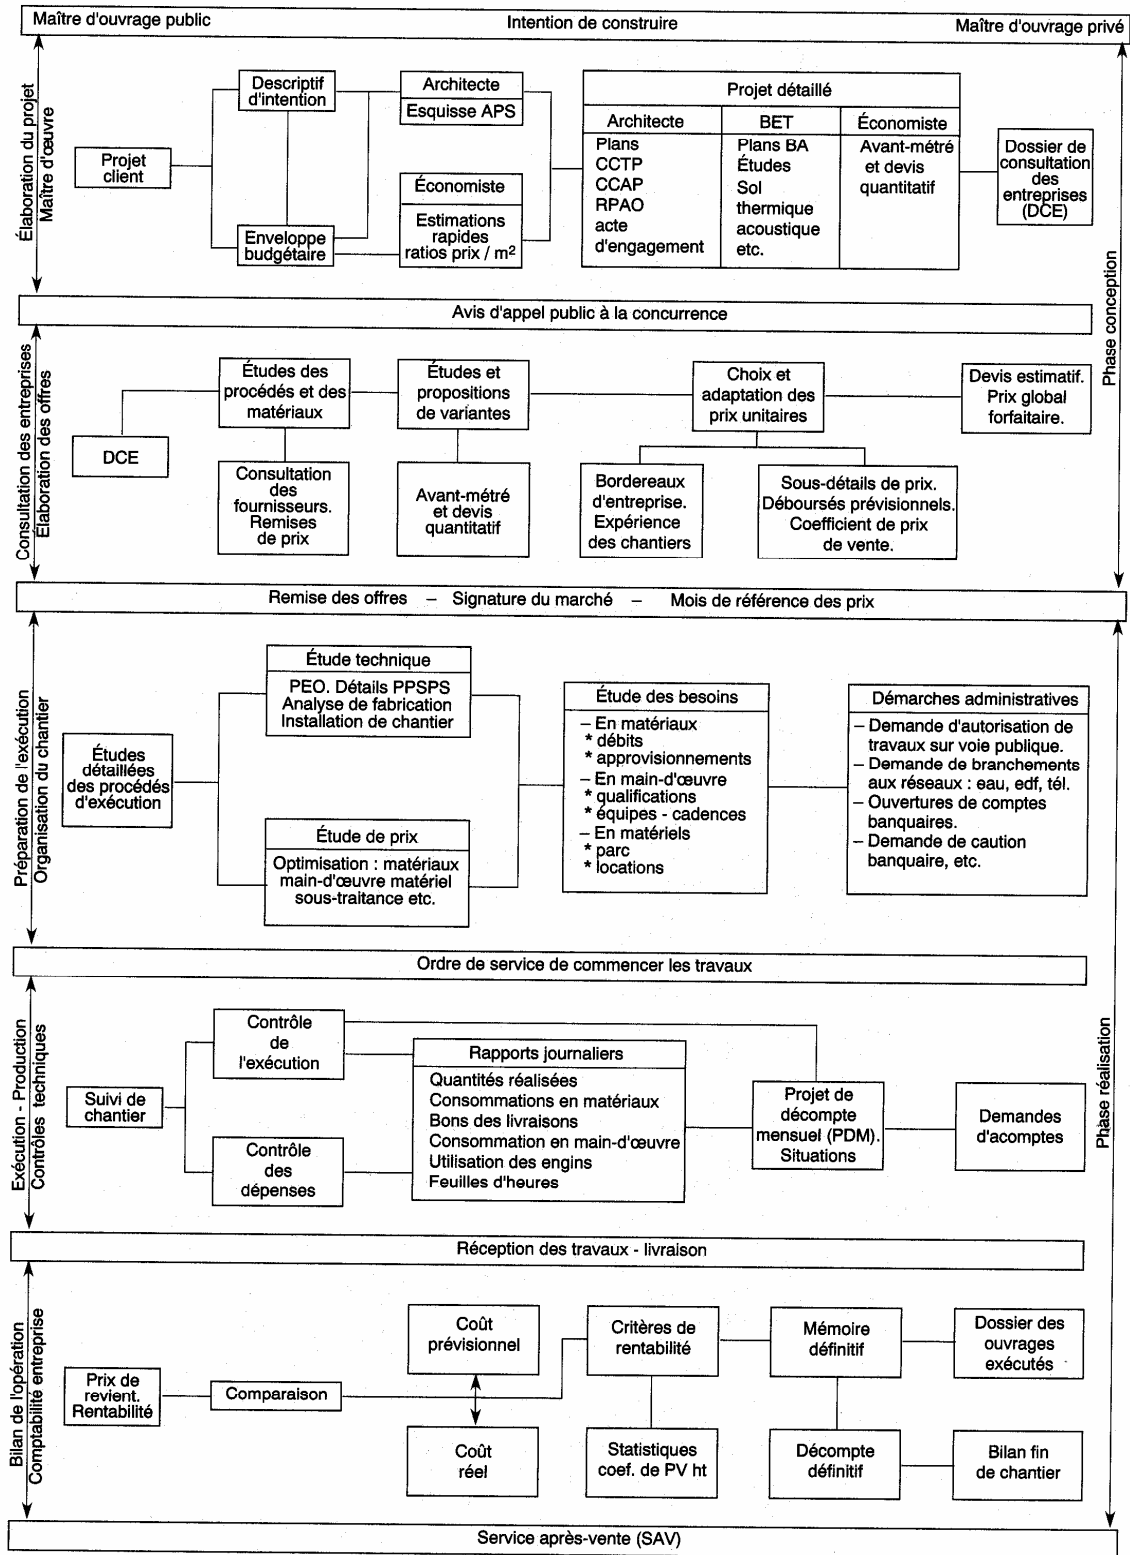 Maître d'ouvrage public
Intention de construire
Maître d'ouvrage privé
Élaboration du projet
Maître d'œuvre
Projet
client
Descriptif
d'intention
Enveloppe
budgétaire
Architecte
Esquisse APS
Économiste
Estimations
rapides
ratios prix / m²
Projet détaillé
Architecte
Plans
CCTP
CCAP
RPAO
acte
d'engagement
BET
Plans BA
Études
Sol
thermique
acoustique
etc.
Économiste
Avant-métré
et devis
quantitatif
Dossier de
consultation
des
entreprises
(DCE)
Phase conception
Avis d'appel public à la concurrence
Consultation des entreprises
Élaboration des offres
DCE
Études des
procédés et des
matériaux
Consultation
des
fournisseurs.
Remises
de prix
Études et
propositions
de variantes
Avant-métré
et devis
quantitatif
Choix et
adaptation des
prix unitaires
Bordereaux
d'entreprise.
Expérience
des chantiers
Sous-détails de prix.
Déboursés prévisionnels.
Coefficient de prix
de vente.
Devis estimatif.
Prix global
forfaitaire.
Remise des offres – Signature du marché – Mois de référence des prix
Préparation de l'exécution
Organisation du chantier
Études
détaillées
des procédés
d'exécution
Étude technique
PEO. Détails PPSPS
Analyse de fabrication
Installation de chantier
Étude de prix
Optimisation : matériaux
main-d'œuvre matériel
sous-traitance etc.
Étude des besoins
– En matériaux
* débits
* approvisionnements
– En main-d'œuvre
* qualifications
* équipes - cadences
– En matériels
* parc
* locations
Démarches administratives
– Demande d'autorisation de
travaux sur voie publique.
– Demande de branchements
aux réseaux : eau, edf, tél.
– Ouvertures de comptes
banquaires.
– Demande de caution
banquaire, etc.
Ordre de service de commencer les travaux
Phase réalisation
Exécution - Production
Contrôles techniques
Suivi de
chantier
Contrôle
de
l'exécution
Contrôle
des
dépenses
Rapports journaliers
Quantités réalisées
Consommations en matériaux
Bons des livraisons
Consommation en main-d'œuvre
Utilisation des engins
Feuilles d'heures
Projet de
décompte
mensuel (PDM).
Situations
Demandes
d'acomptes
Réception des travaux - livraison
Bilan de l'opération
Comptabilité entreprise
Prix de
revient.
Rentabilité
Comparaison
Coût
prévisionnel
Coût
réel
Critères de
rentabilité
Statistiques
coef. de PV ht
Mémoire
définitif
Décompte
définitif
Dossier des
ouvrages
exécutés
Bilan fin
de chantier
Service après-vente (SAV)